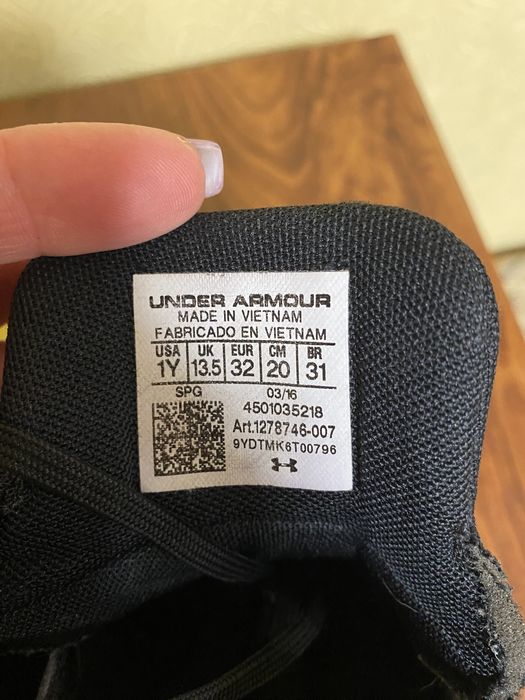 UNDER ARMOUR
MADE IN VIETNAM
FABRICADO EN VIETNAM
USA UK EUR CM BR
1Y 13.5 32 20 31
SPG 03/16
4501035218
Art.1278746-007
9YDTMK6T00796